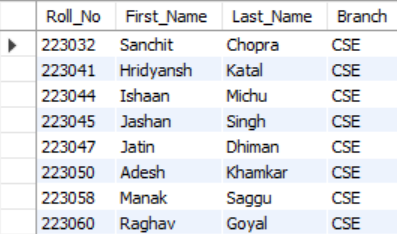 Roll_No First_Name Last_Name Branch
223032 Sanchit Chopra CSE
223041 Hridyansh Katal CSE
223044 Ishaan Michu CSE
223045 Jashan Singh CSE
223047 Jatin Dhiman CSE
223050 Adesh Khamkar CSE
223058 Manak Saggu CSE
223060 Raghav Goyal CSE